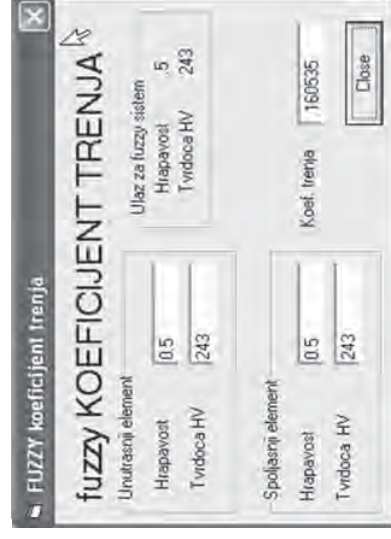 FUZZY koeficijent trenja
fuzzy KOEFICIJENT TRENJA
Unutrasnji element
Hrapavost 0.5
Tvrdoca HV 243
Ulaz za fuzzy sistem
Hrapavost .5
Tvrdoca HV 243
Spoljasnji element
Hrapavost 0.5
Tvrdoca HV 243
Koef. trenja .160535
Close